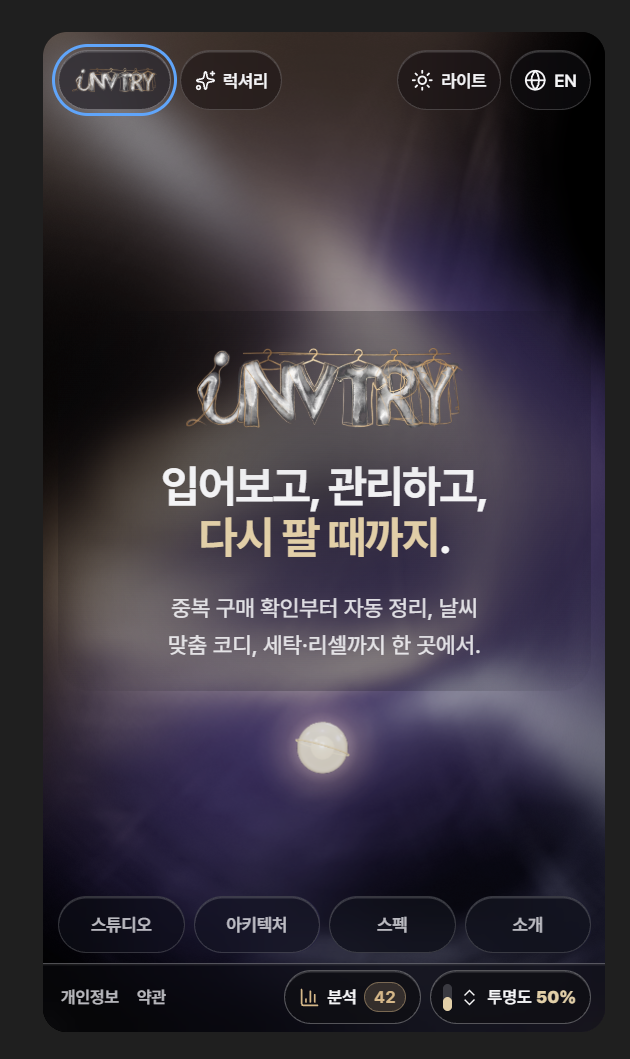 iNVTRY
럭셔리
라이트
EN
iNVTRY
입어보고, 관리하고,
다시 팔 때까지.
중복 구매 확인부터 자동 정리, 날씨
맞춤 코디, 세탁·리셀까지 한 곳에서.
스튜디오
아키텍처
스펙
소개
개인정보
약관
분석 42
투명도 50%